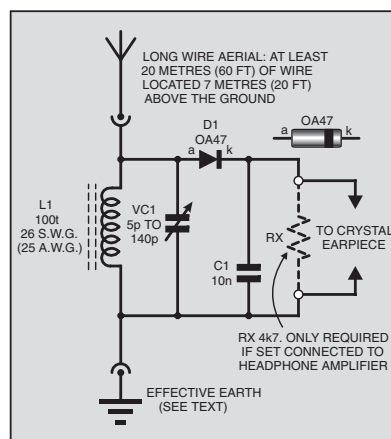 LONG WIRE AERIAL: AT LEAST
20 METRES (60 FT) OF WIRE
LOCATED 7 METRES (20 FT)
ABOVE THE GROUND
D1
OA47
a
k
OA47
a
k
L1
100t
26 S.W.G.
(25 A.W.G.)
VC1
5p TO
140p
C1
10n
RX
TO CRYSTAL
EARPIECE
RX 4k7. ONLY REQUIRED
IF SET CONNECTED TO
HEADPHONE AMPLIFIER
EFFECTIVE EARTH
(SEE TEXT)